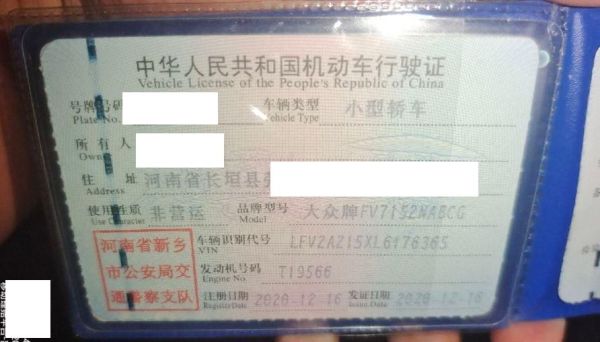 中华人民共和国机动车行驶证
Vehicle License of the People's Republic of China
号牌号码 车辆类型 小型轿车
Plate No. Vehicle Type
所有人
Owner
住 址 河南省长垣县
Address
使用性质 非营运 品牌型号 大众牌FV7152NABCG
Use Character Model
河南省新乡市公安局交通警察支队
车辆识别代号 LFV2AZ15XL6176365
VIN
发动机号码 T19566
Engine No.
注册日期 2020-12-16 发证日期 2020-12-16
Register Date Issue Date